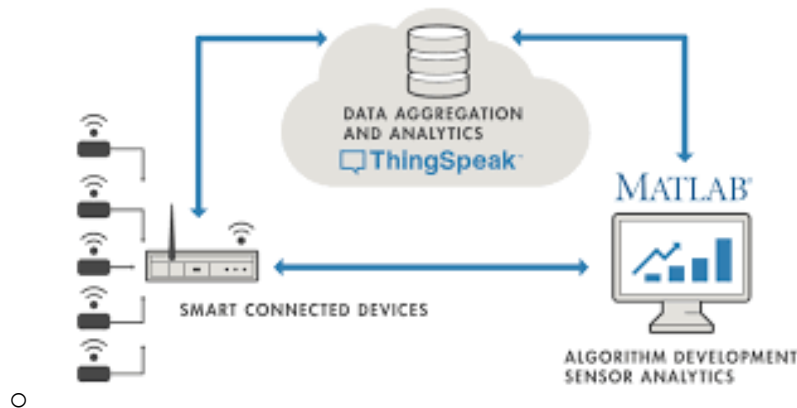 DATA AGGREGATION
AND ANALYTICS
ThingSpeak™
MATLAB®
SMART CONNECTED DEVICES
ALGORITHM DEVELOPMENT
SENSOR ANALYTICS